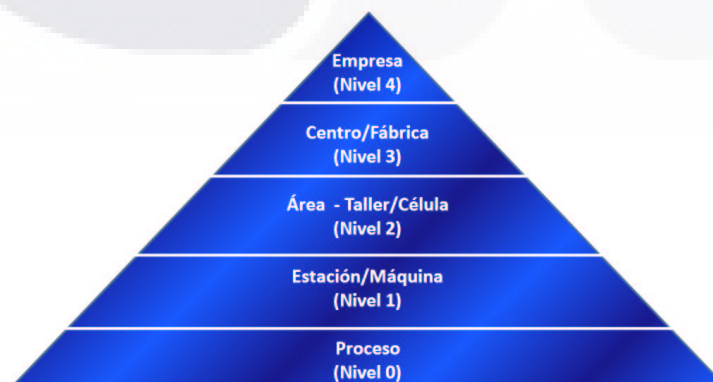 Empresa
(Nivel 4)
Centro/Fábrica
(Nivel 3)
Área - Taller/Célula
(Nivel 2)
Estación/Máquina
(Nivel 1)
Proceso
(Nivel 0)